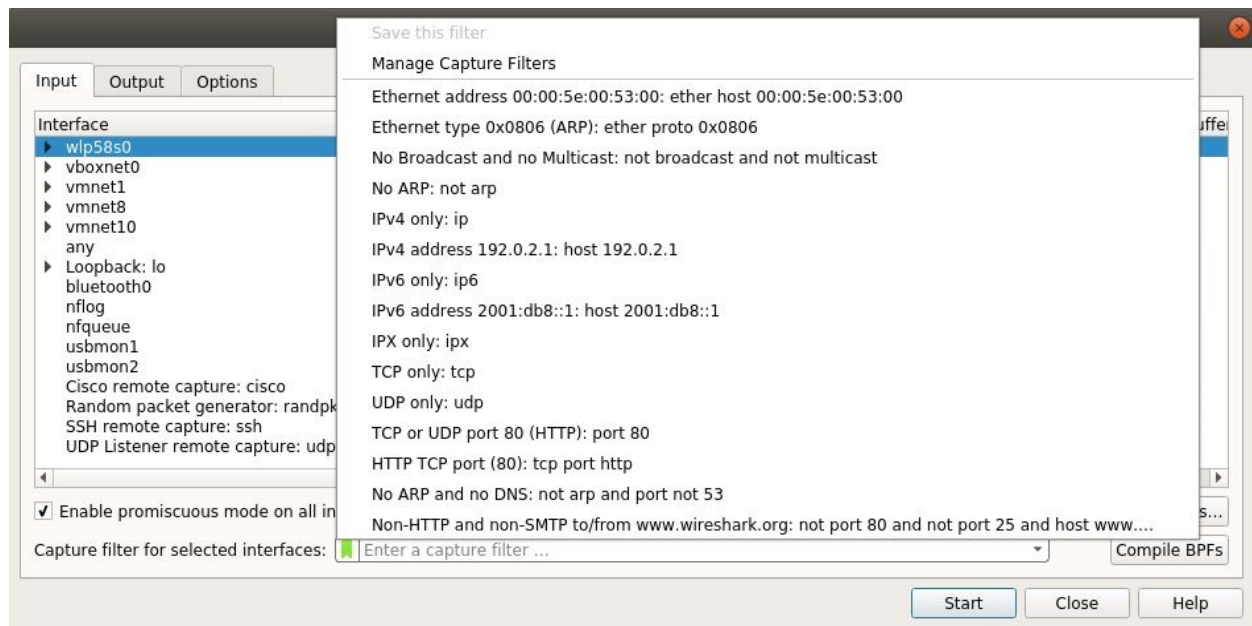 Save this filter
Manage Capture Filters
Input Output Options
Ethernet address 00:00:5e:00:53:00: ether host 00:00:5e:00:53:00
Interface
Ethernet type 0x0806 (ARP): ether proto 0x0806
uffe
wlp58s0
vboxnet0
No Broadcast and no Multicast: not broadcast and not multicast
vmnet1
No ARP: not arp
vmnet8
vmnet10
IPv4 only: ip
any
IPv4 address 192.0.2.1: host 192.0.2.1
Loopback: lo
bluetooth0
IPv6 only: ip6
nflog
IPv6 address 2001:db8::1: host 2001:db8::1
nfqueue
usbmon1
IPX only: ipx
usbmon2
TCP only: tcp
Cisco remote capture: cisco
Random packet generator: randpk
UDP only: udp
SSH remote capture: ssh
TCP or UDP port 80 (HTTP): port 80
UDP Listener remote capture: udp
HTTP TCP port (80): tcp port http
No ARP and no DNS: not arp and port not 53
Enable promiscuous mode on all in
s...
Non-HTTP and non-SMTP to/from www.wireshark.org: not port 80 and not port 25 and host www....
Capture filter for selected interfaces: Enter a capture filter ... Compile BPFs
Start Close Help